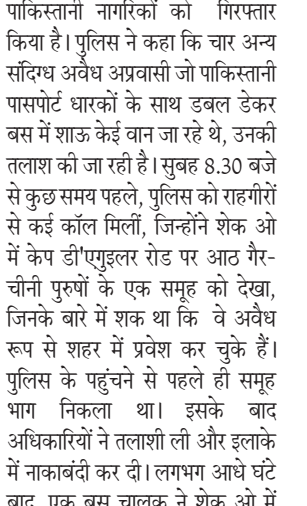 पाकिस्तानी नागरिकों को गिरफ्तार
किया है। पुलिस ने कहा कि चार अन्य
संदिग्ध अवैध अप्रवासी जो पाकिस्तानी
पासपोर्ट धारकों के साथ डबल डेकर
बस में शाऊ केई वान जा रहे थे, उनकी
तलाश की जा रही है। सुबह 8.30 बजे
से कुछ समय पहले, पुलिस को राहगीरों
से कई कॉल मिलीं, जिन्होंने शेक ओ
में केप डी'एगुइलर रोड पर आठ गैर-
चीनी पुरुषों के एक समूह को देखा,
जिनके बारे में शक था कि वे अवैध
रूप से शहर में प्रवेश कर चुके हैं।
पुलिस के पहुंचने से पहले ही समूह
भाग निकला था। इसके बाद
अधिकारियों ने तलाशी ली और इलाके
में नाकाबंदी कर दी। लगभग आधे घंटे
बाद, एक बस चालक ने शेक ओ में